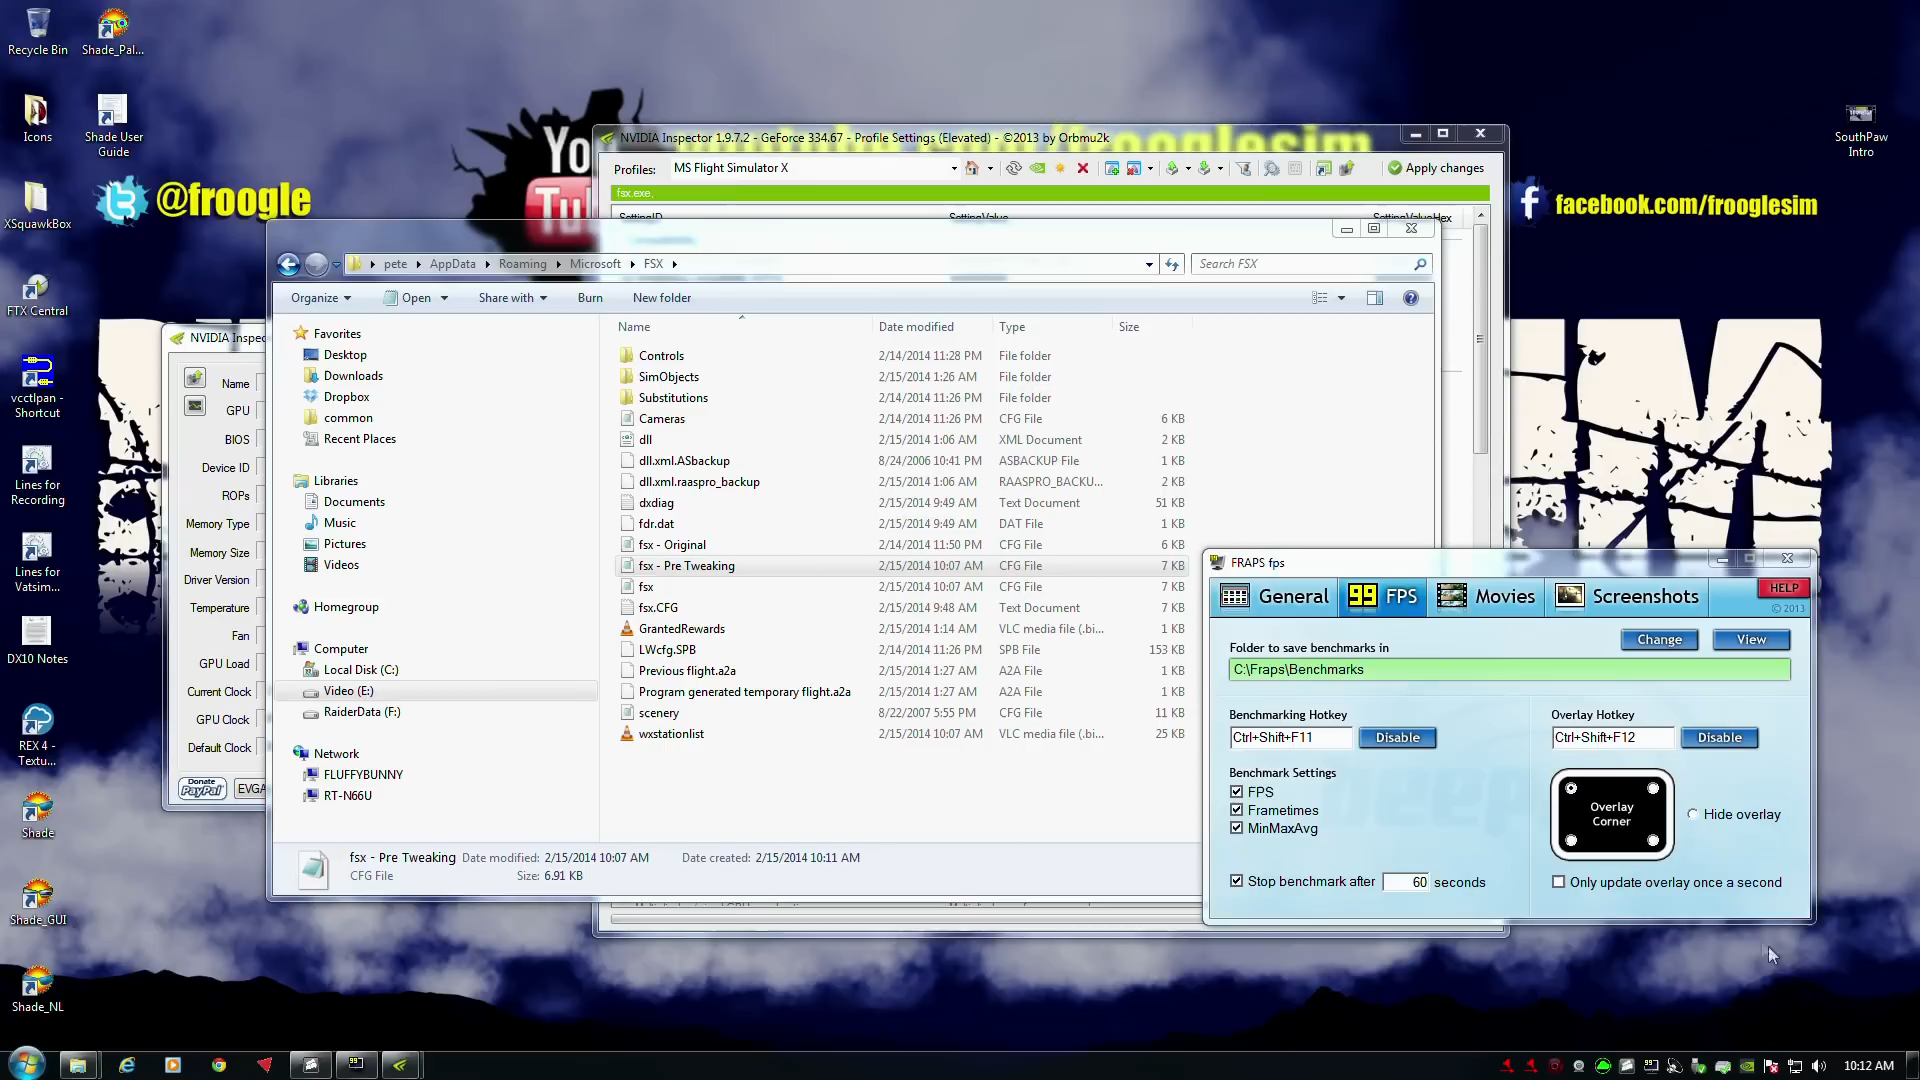 Recycle Bin
Shade_Pal...
Icons
Shade User
Guide
XSquawkBox
FTX Central
vcctlpan -
Shortcut
Lines for
Recording
Lines for
Vatsim...
DX10 Notes
REX 4 -
Textu...
Shade
Shade_GUI
Shade_NL
SouthPaw
Intro
@froogle
You
facebook.com/frooglesim
NVIDIA Inspector 1.9.7.2 - GeForce 334.67 - Profile Settings (Elevated) - ©2013 by Orbmu2k
Profiles: MS Flight Simulator X Apply changes
fsx.exe,
SettingID SettingValue SettingValueHex
pete AppData Roaming Microsoft FSX Search FSX
Organize Open Share with Burn New folder
Name Date modified Type Size
Favorites
Desktop
Downloads
Dropbox
common
Recent Places
Libraries
Documents
Music
Pictures
Videos
Homegroup
Computer
Local Disk (C:)
Video (E:)
RaiderData (F:)
Network
FLUFFYBUNNY
RT-N66U
Controls 2/14/2014 11:28 PM File folder
SimObjects 2/15/2014 1:26 AM File folder
Substitutions 2/14/2014 11:26 PM File folder
Cameras 2/14/2014 11:26 PM CFG File 6 KB
dll 2/15/2014 1:06 AM XML Document 2 KB
dll.xml.ASbackup 8/24/2006 10:41 PM ASBACKUP File 1 KB
dll.xml.raaspro_backup 2/15/2014 1:06 AM RAASPRO_BACKU... 2 KB
dxdiag 2/15/2014 9:49 AM Text Document 51 KB
fdr.dat 2/15/2014 9:49 AM DAT File 1 KB
fsx - Original 2/14/2014 11:50 PM CFG File 6 KB
fsx - Pre Tweaking 2/15/2014 10:07 AM CFG File 7 KB
fsx 2/15/2014 10:07 AM CFG File 7 KB
fsx.CFG 2/15/2014 9:48 AM Text Document 7 KB
GrantedRewards 2/15/2014 1:14 AM VLC media file (.bi... 1 KB
LWcfg.SPB 2/14/2014 11:26 PM SPB File 153 KB
Previous flight.a2a 2/15/2014 1:27 AM A2A File 1 KB
Program generated temporary flight.a2a 2/15/2014 1:27 AM A2A File 1 KB
scenery 8/22/2007 5:55 PM CFG File 11 KB
wxstationlist 2/15/2014 10:07 AM VLC media file (.bi... 25 KB
fsx - Pre Tweaking Date modified: 2/15/2014 10:07 AM Date created: 2/15/2014 10:11 AM
CFG File Size: 6.91 KB
NVIDIA Inspec
Name
GPU
BIOS
Device ID
ROPs
Memory Type
Memory Size
Driver Version
Temperature
Fan
GPU Load
Current Clock
GPU Clock
Default Clock
Donate
PayPal
EVGA
FRAPS fps
General 99 FPS Movies Screenshots HELP
© 2013
Folder to save benchmarks in Change View
C:\Fraps\Benchmarks
Benchmarking Hotkey
Ctrl+Shift+F11 Disable
Overlay Hotkey
Ctrl+Shift+F12 Disable
Benchmark Settings
FPS
Frametimes
MinMaxAvg
Stop benchmark after 60 seconds
Overlay
Corner
Hide overlay
Only update overlay once a second
10:12 AM